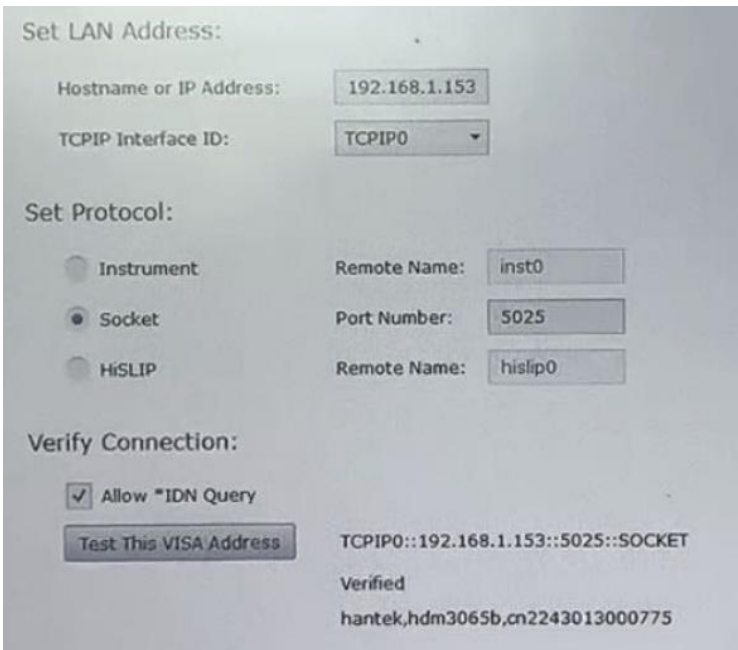 Set LAN Address:
Hostname or IP Address: 192.168.1.153
TCPIP Interface ID: TCPIP0
Set Protocol:
Instrument Remote Name: inst0
Socket Port Number: 5025
HiSLIP Remote Name: hislip0
Verify Connection:
Allow *IDN Query
Test This VISA Address TCPIP0::192.168.1.153::5025::SOCKET
Verified
hantek,hdm3065b,cn2243013000775